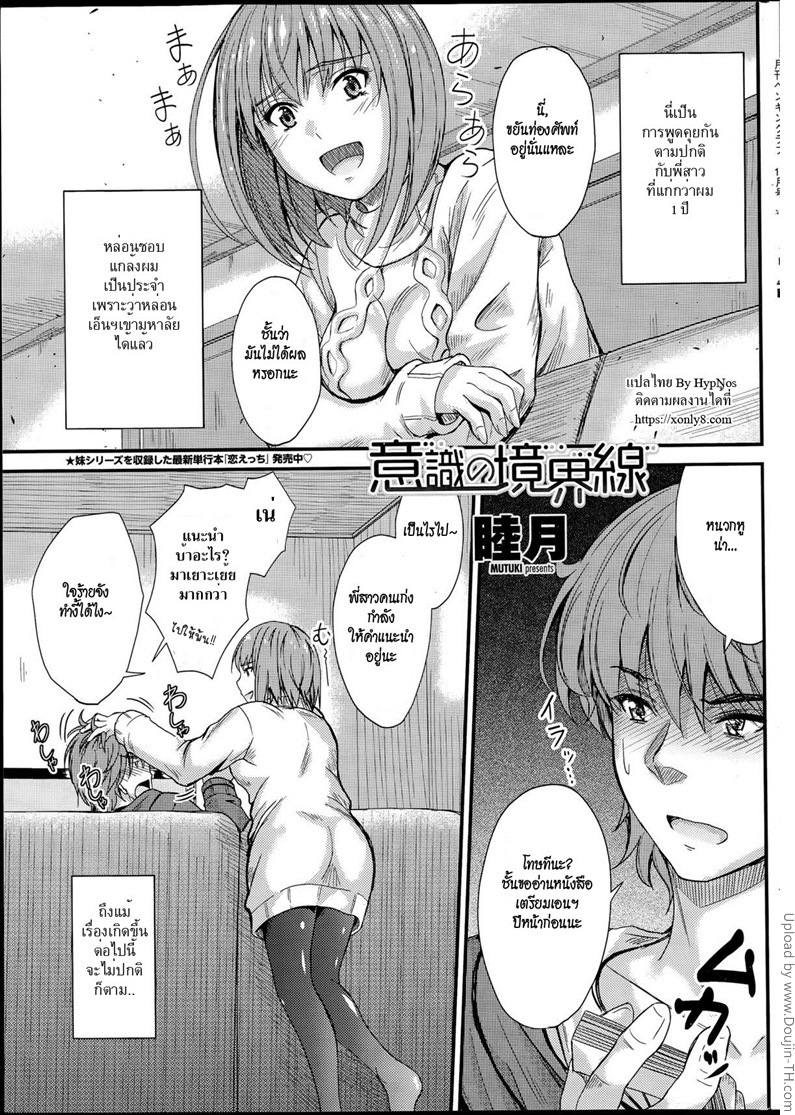 นี่เป็น
การพูดคุยกัน
ตามปกติ
กับพี่สาว
ที่แก่กว่าผม
1 ปี
นี่,
ขยันท่องศัพท์
อยู่นั่นแหละ
あらあら
まぁまぁ
หล่อนชอบ
แกล้งผม
เป็นประจำ
เพราะว่าหล่อน
เอ็นฯเข้ามหาลัย
ได้แล้ว
ชั้นว่า
มันไม่ได้ผล
หรอกนะ
แปลไทย By HypNos
ติดตามผลงานได้ที่
https://xonly8.com
★妹シリーズを収録した最新単行本「恋えっち」発売中♡
意識の境界線
睦月
MUTUKI presents
หนวกหู
น่า...
イラッ…
โทษทีนะ?
ชั้นขออ่านหนังสือ
เตรียมเอนฯ
ปีหน้าก่อนนะ
ムカッ
เป็นไรไป~
พี่สาวคนเก่ง
กำลัง
ให้คำแนะนำ
อยู่นะ
む～
เน่
แนะนำ
บ้าอะไร?
มาเยาะเย้ย
มากกว่า
ไปให้พ้น!!
ใจร้ายจัง
ทำงี้ได้ไง~
わしゃ
わしゃ
わしゃ
ถึงแม้
เรื่องเกิดขึ้น
ต่อไปนี้
จะไม่ปกติ
ก็ตาม..
Upload by www.Doujin-TH.com